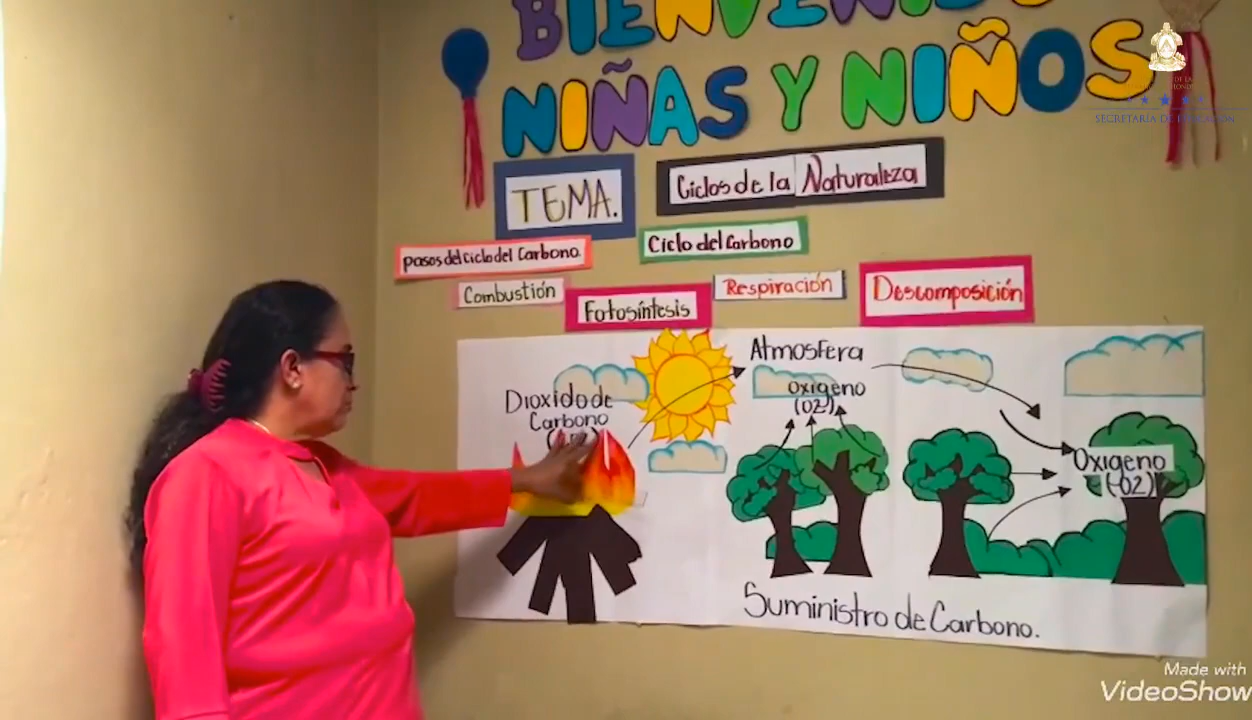 BIENVENIDOS
NIÑAS Y NIÑOS
SECRETARÍA DE EDUCACIÓN
TEMA.
Ciclos de la Naturaleza
Ciclo del Carbono
pasos del Ciclo del Carbono.
Combustión
Fotosíntesis
Respiración
Descomposición
Atmosfera
Dioxido de
Carbono
Oxigeno
(O2)
Oxigeno
(O2)
Suministro de Carbono.
Made with
VideoShow